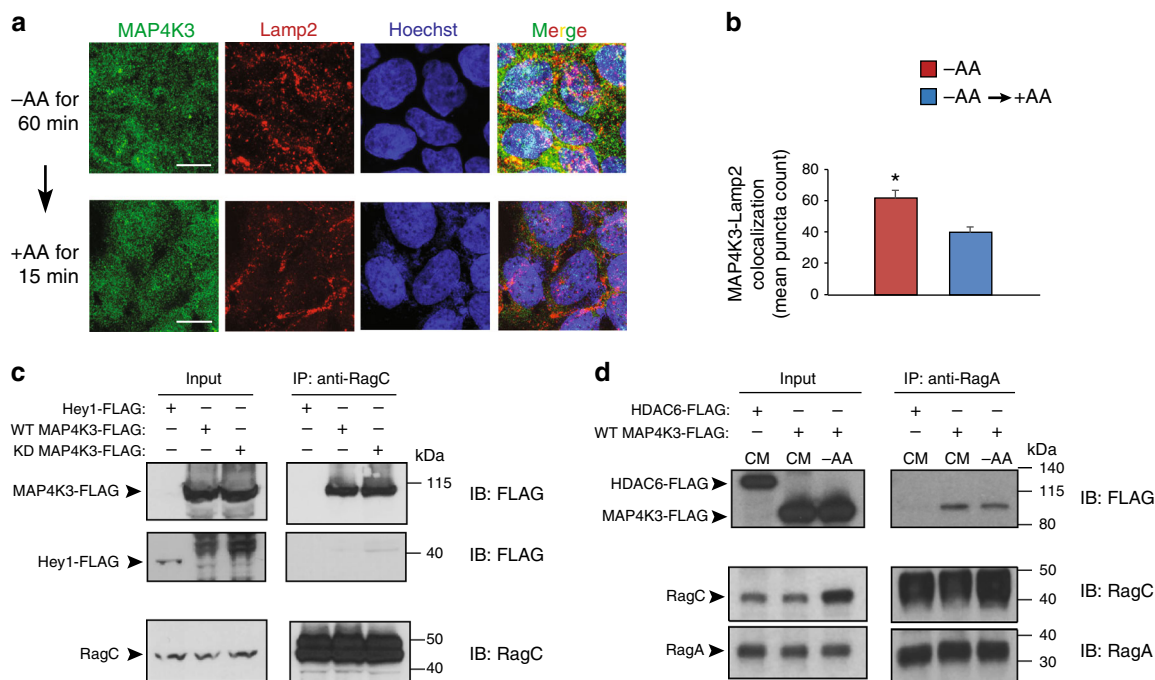 a
MAP4K3 Lamp2 Hoechst Merge
–AA for
60 min
+AA for
15 min
b
–AA
–AA → +AA
MAP4K3-Lamp2
colocalization
(mean puncta count)
80
60
40
20
0
*
c
Input IP: anti-RagC
Hey1-FLAG: + – – + – –
WT MAP4K3-FLAG: – + – – + –
KD MAP4K3-FLAG: – – + – – +
kDa
MAP4K3-FLAG 115 IB: FLAG
Hey1-FLAG 40 IB: FLAG
RagC 50 IB: RagC
40
d
Input IP: anti-RagA
HDAC6-FLAG: + – – + – –
WT MAP4K3-FLAG: – + + – + +
CM CM –AA CM CM –AA
kDa
140
HDAC6-FLAG 115 IB: FLAG
MAP4K3-FLAG 80
50
RagC 40 IB: RagC
40
RagA 30 IB: RagA